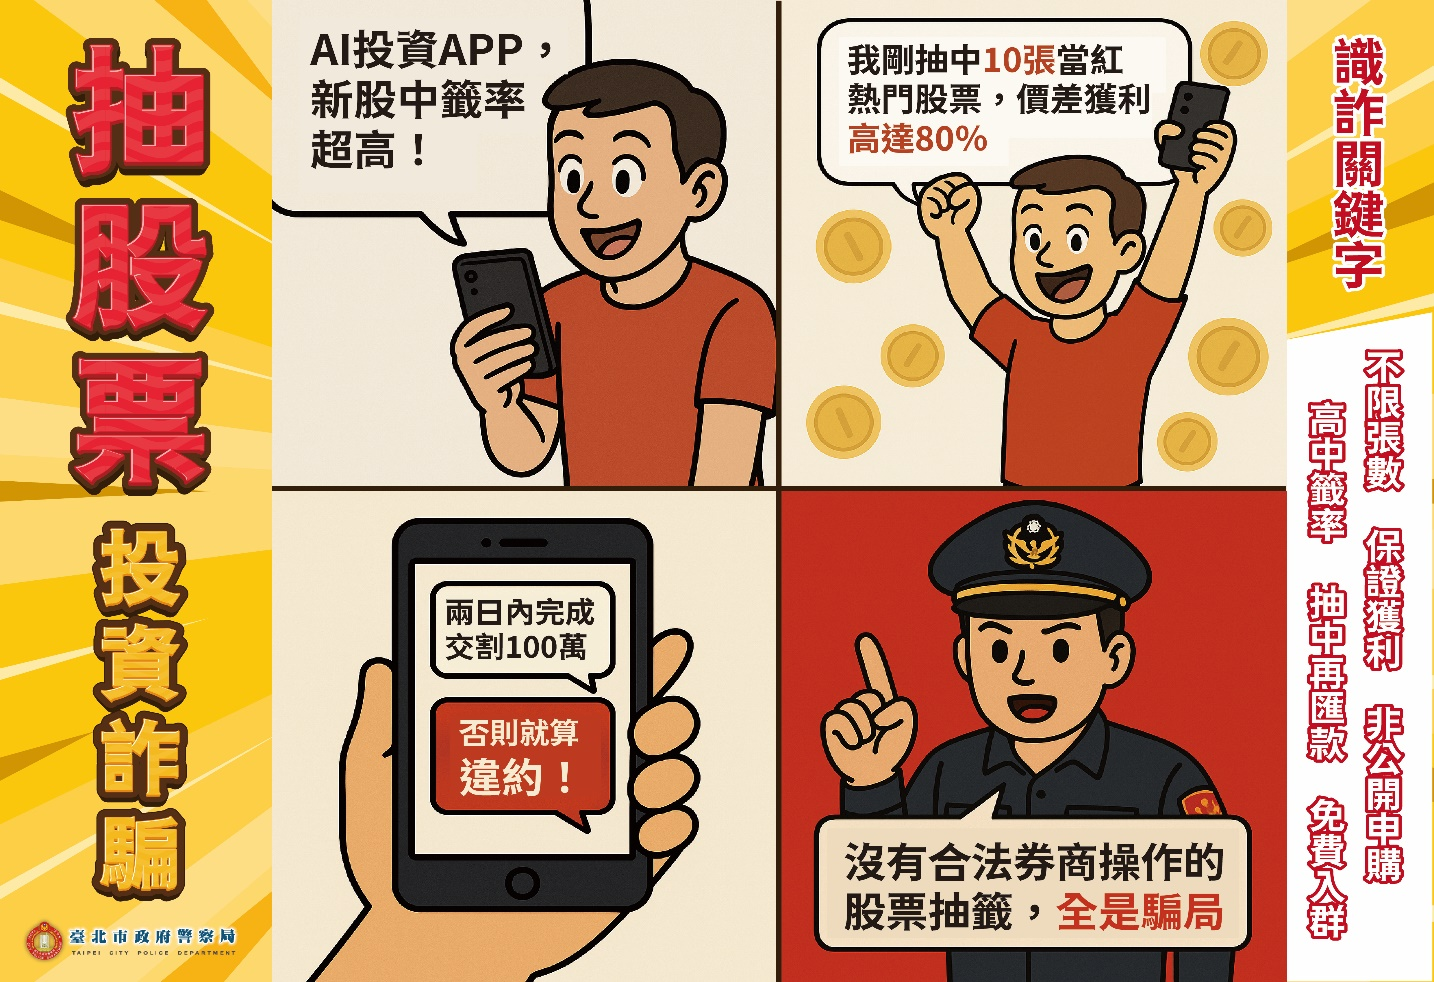 抽股票
投資詐騙
臺北市政府警察局
TAIPEI CITY POLICE DEPARTMENT
AI投資APP，
新股中籤率
超高！
我剛抽中10張當紅
熱門股票，價差獲利
高達80%
兩日內完成
交割100萬
否則就算
違約！
沒有合法券商操作的
股票抽籤，全是騙局
識詐關鍵字
不限張數 保證獲利 非公開申購
高中籤率 抽中再匯款 免費入群